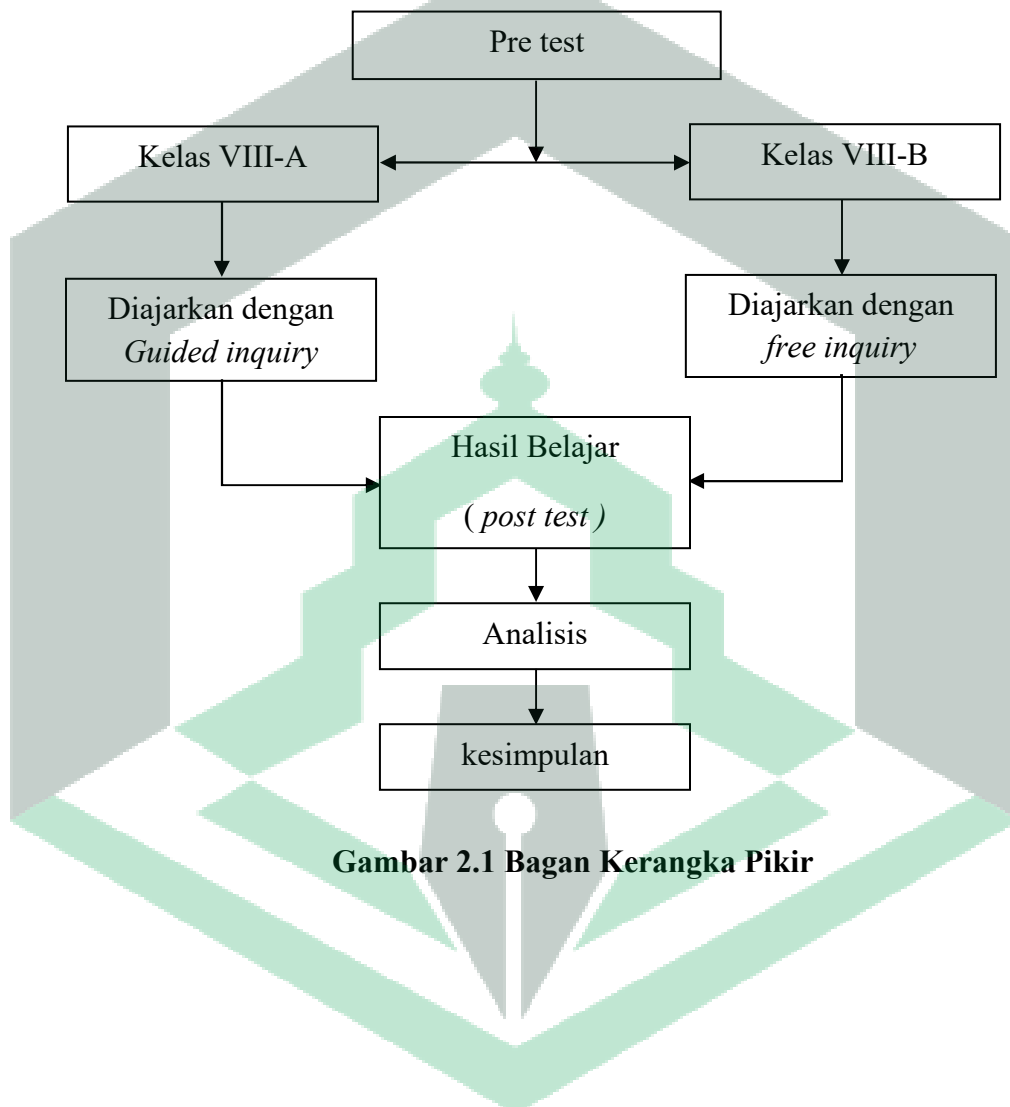 Pre test
Kelas VIII-A
Kelas VIII-B
Diajarkan dengan
Guided inquiry
Diajarkan dengan
free inquiry
Hasil Belajar
( post test )
Analisis
kesimpulan
Gambar 2.1 Bagan Kerangka Pikir